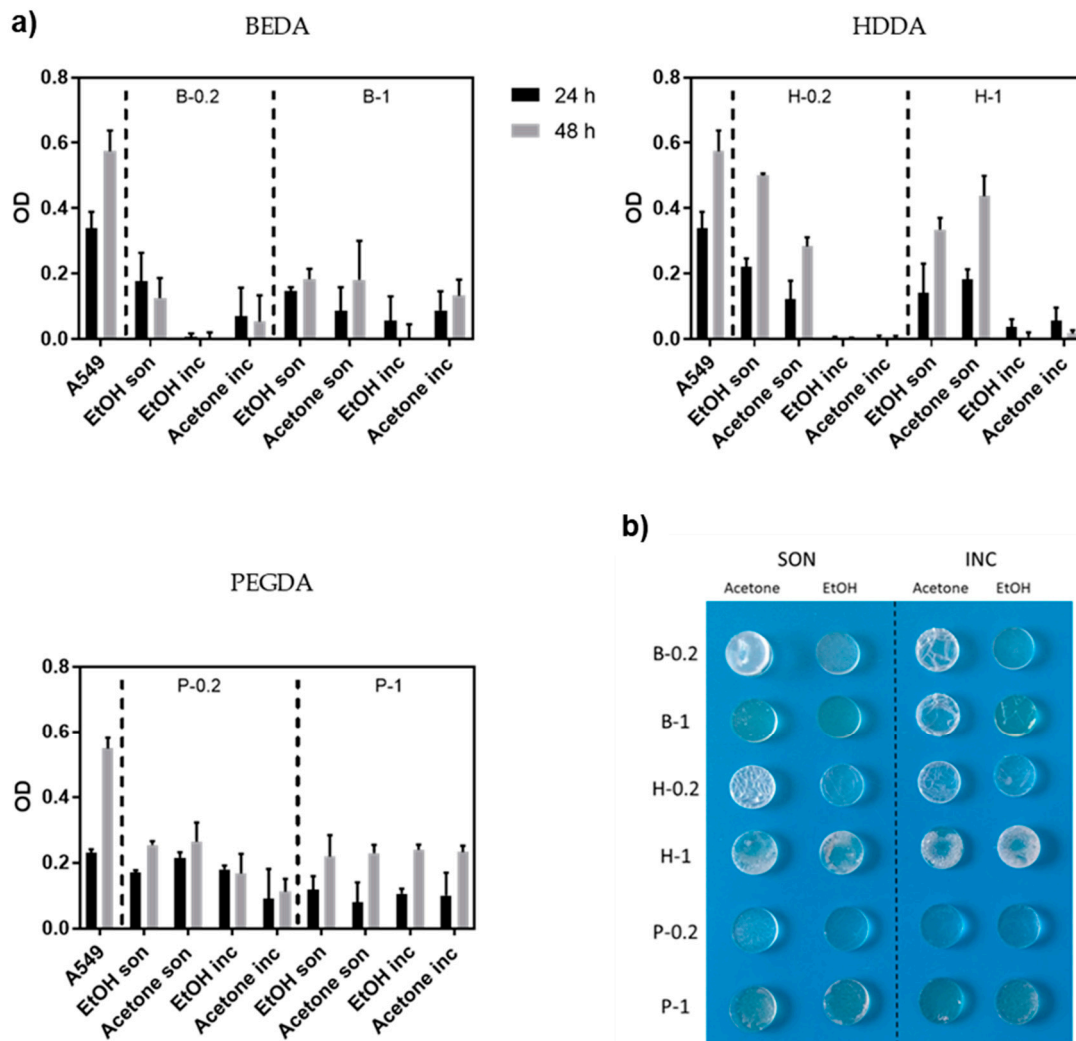 a)
BEDA
0.8
0.6
0.4
0.2
0.0
OD
B-0.2
B-1
A549
EtOH son
EtOH inc
Acetone inc
EtOH son
Acetone son
EtOH inc
Acetone inc
24 h
48 h
HDDA
0.8
0.6
0.4
0.2
0.0
OD
H-0.2
H-1
A549
EtOH son
Acetone son
EtOH inc
Acetone inc
EtOH son
Acetone son
EtOH inc
Acetone inc
PEGDA
0.8
0.6
0.4
0.2
0.0
OD
P-0.2
P-1
A549
EtOH son
Acetone son
EtOH inc
Acetone inc
EtOH son
Acetone son
EtOH inc
Acetone inc
b)
SON INC
Acetone EtOH Acetone EtOH
B-0.2
B-1
H-0.2
H-1
P-0.2
P-1